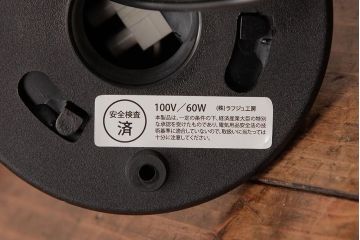 安全検査
済
100V／60W (株)ラフジュ工房
本製品は、一定の条件の下、経済産業大臣の特別
な承認を受けたものであり、電気用品安全法の技
術基準に適合していないので、取扱いに当たっては
十分に注意してください。